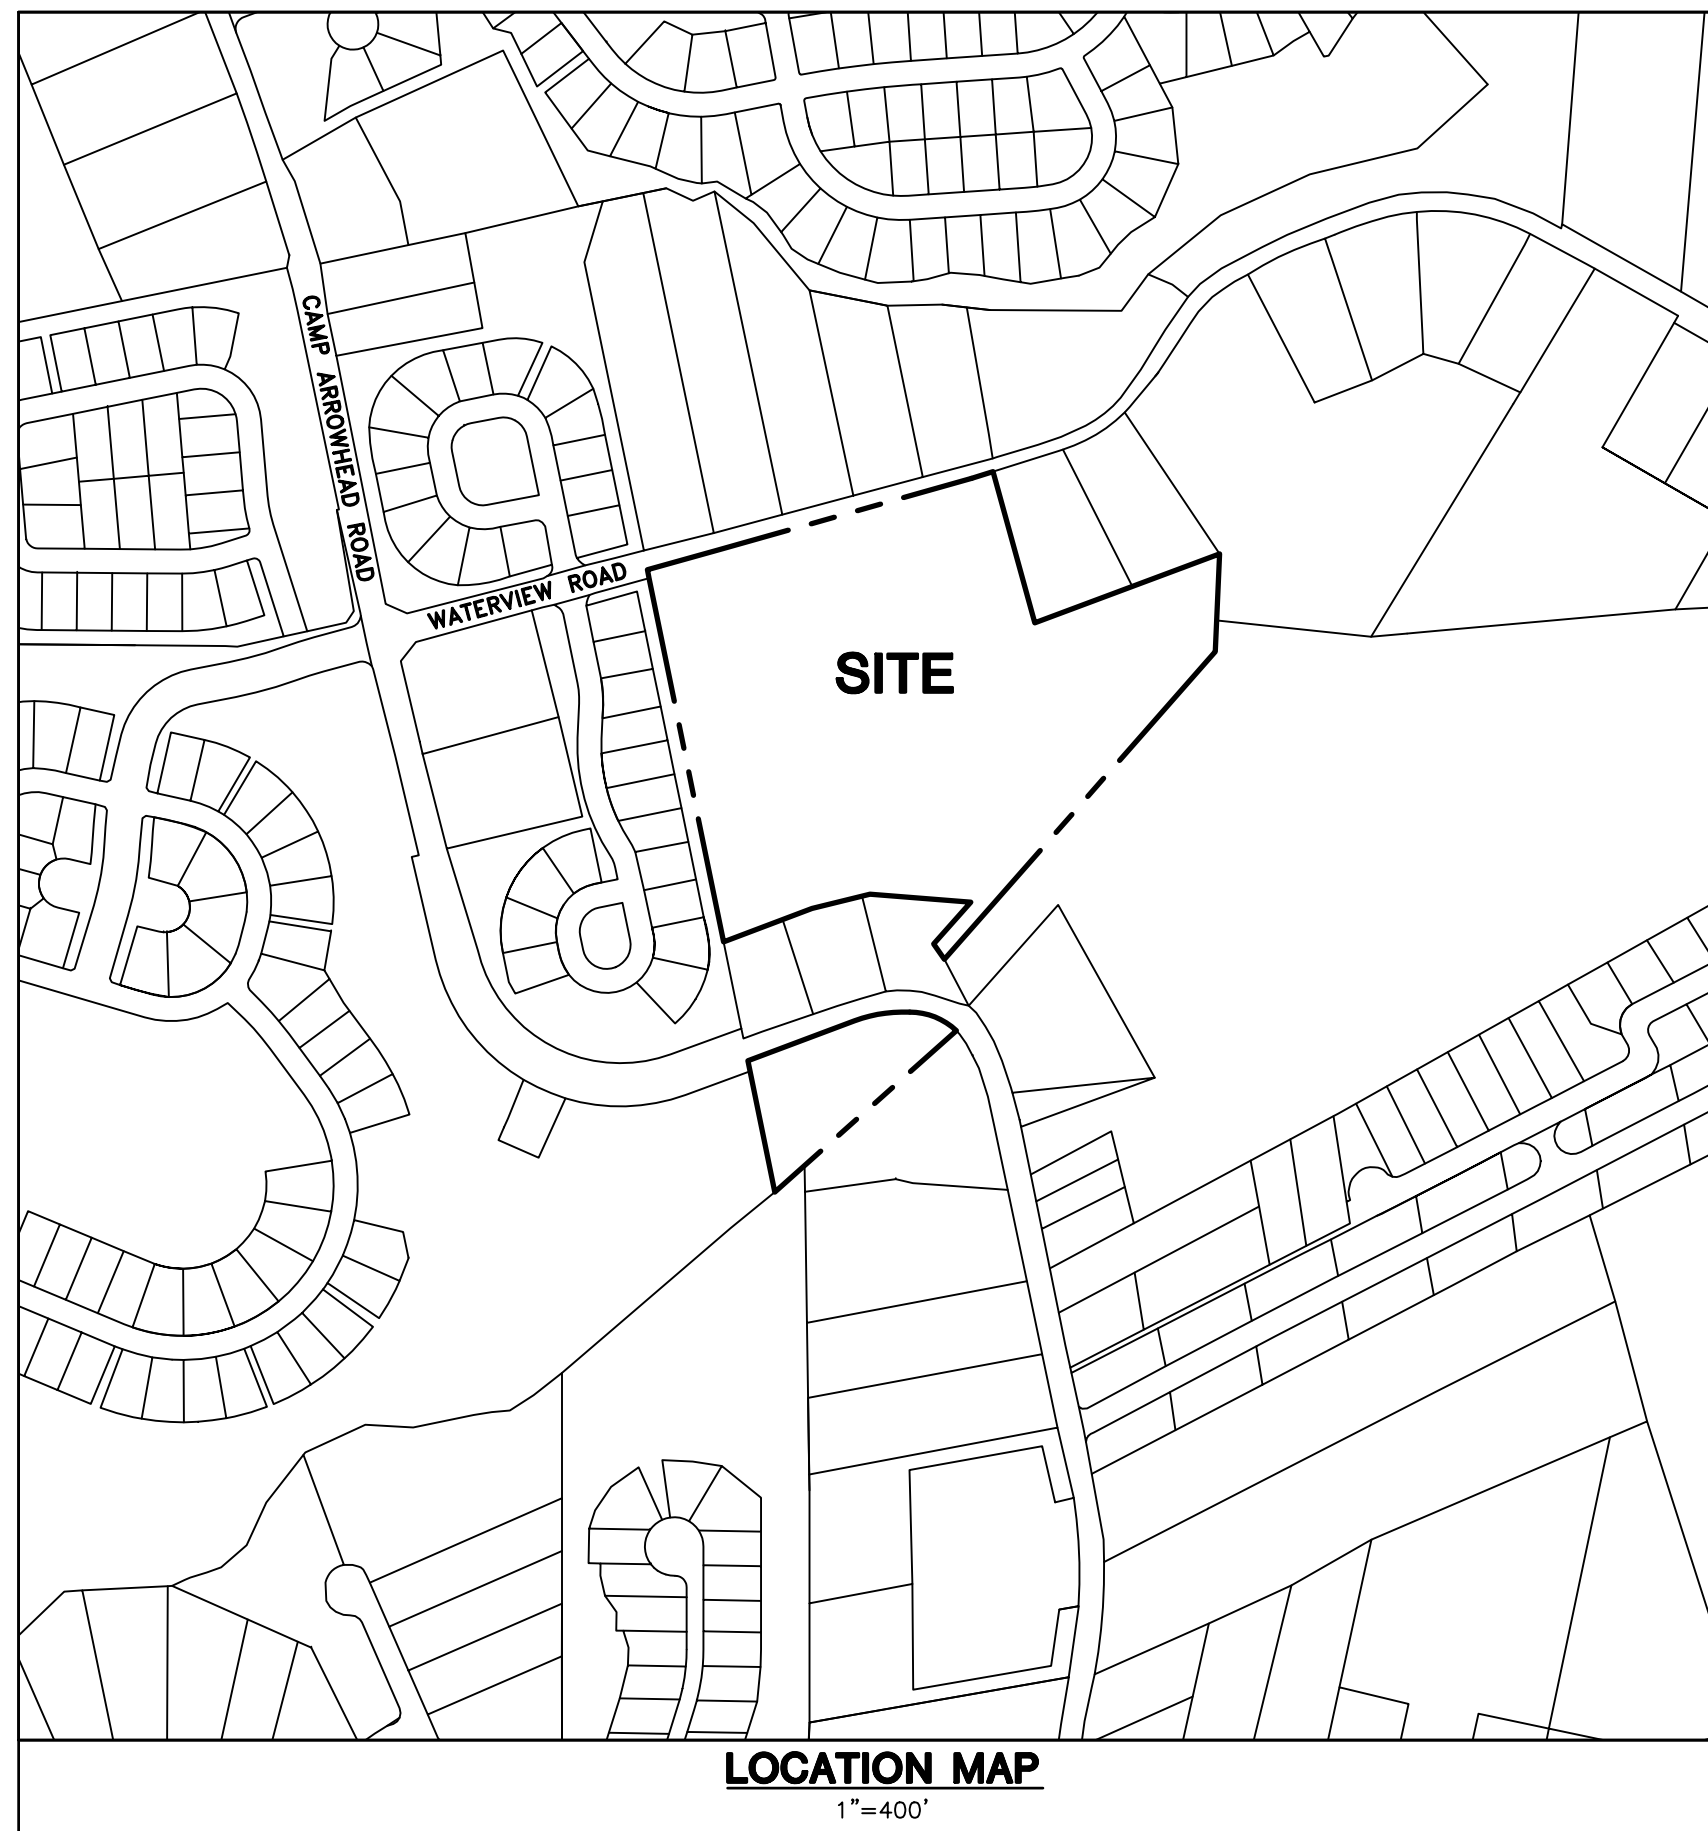 CAMP ARROWHEAD ROAD
WATERVIEW ROAD
SITE
LOCATION MAP
1"=400'